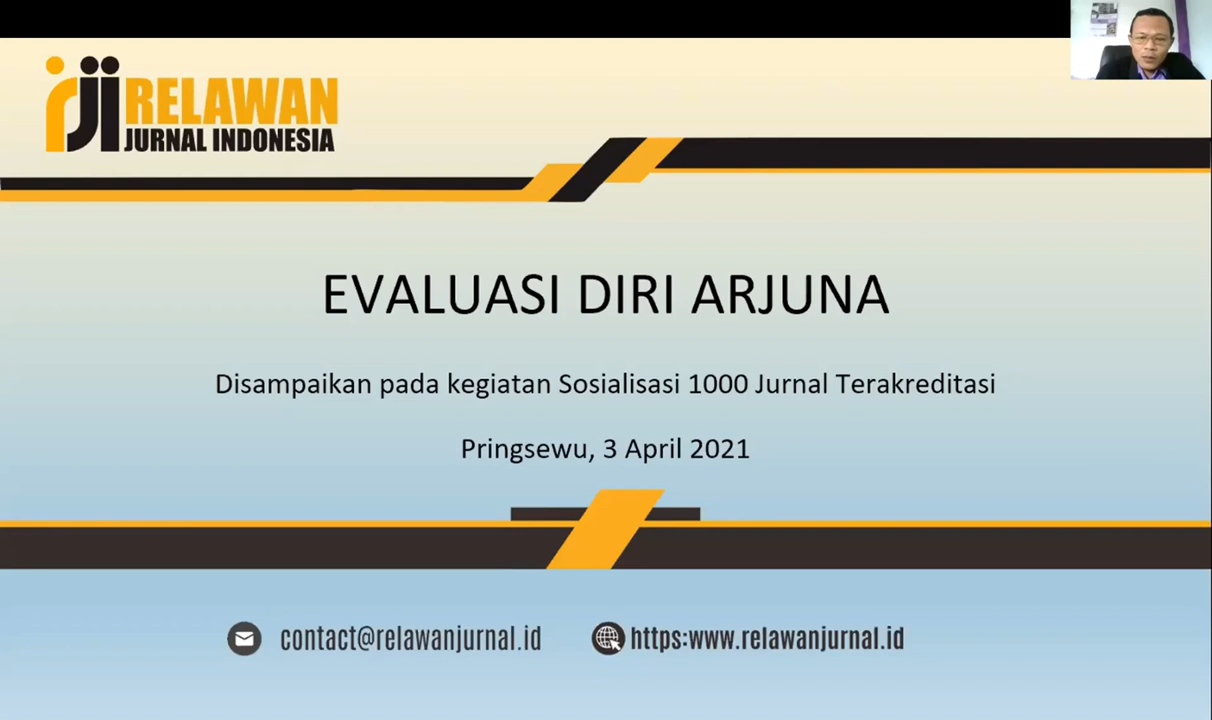 RELAWAN
JURNAL INDONESIA
EVALUASI DIRI ARJUNA
Disampaikan pada kegiatan Sosialisasi 1000 Jurnal Terakreditasi
Pringsewu, 3 April 2021
contact@relawanjurnal.id
https:www.relawanjurnal.id